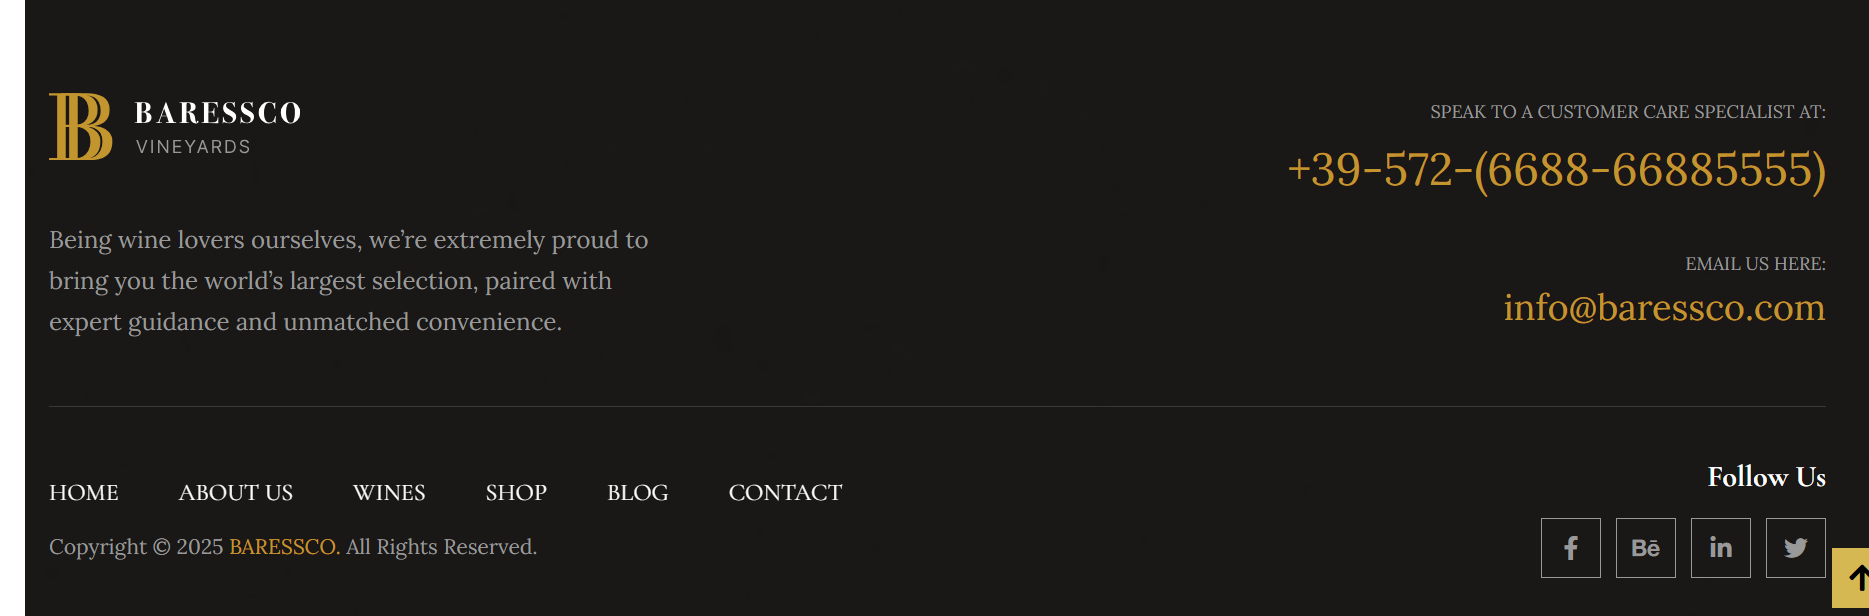 BARESSCO
VINEYARDS
Being wine lovers ourselves, we’re extremely proud to
bring you the world’s largest selection, paired with
expert guidance and unmatched convenience.
SPEAK TO A CUSTOMER CARE SPECIALIST AT:
+39-572-(6688-66885555)
EMAIL US HERE:
info@baressco.com
HOME ABOUT US WINES SHOP BLOG CONTACT
Copyright © 2025 BARESSCO. All Rights Reserved.
Follow Us
f Bē in